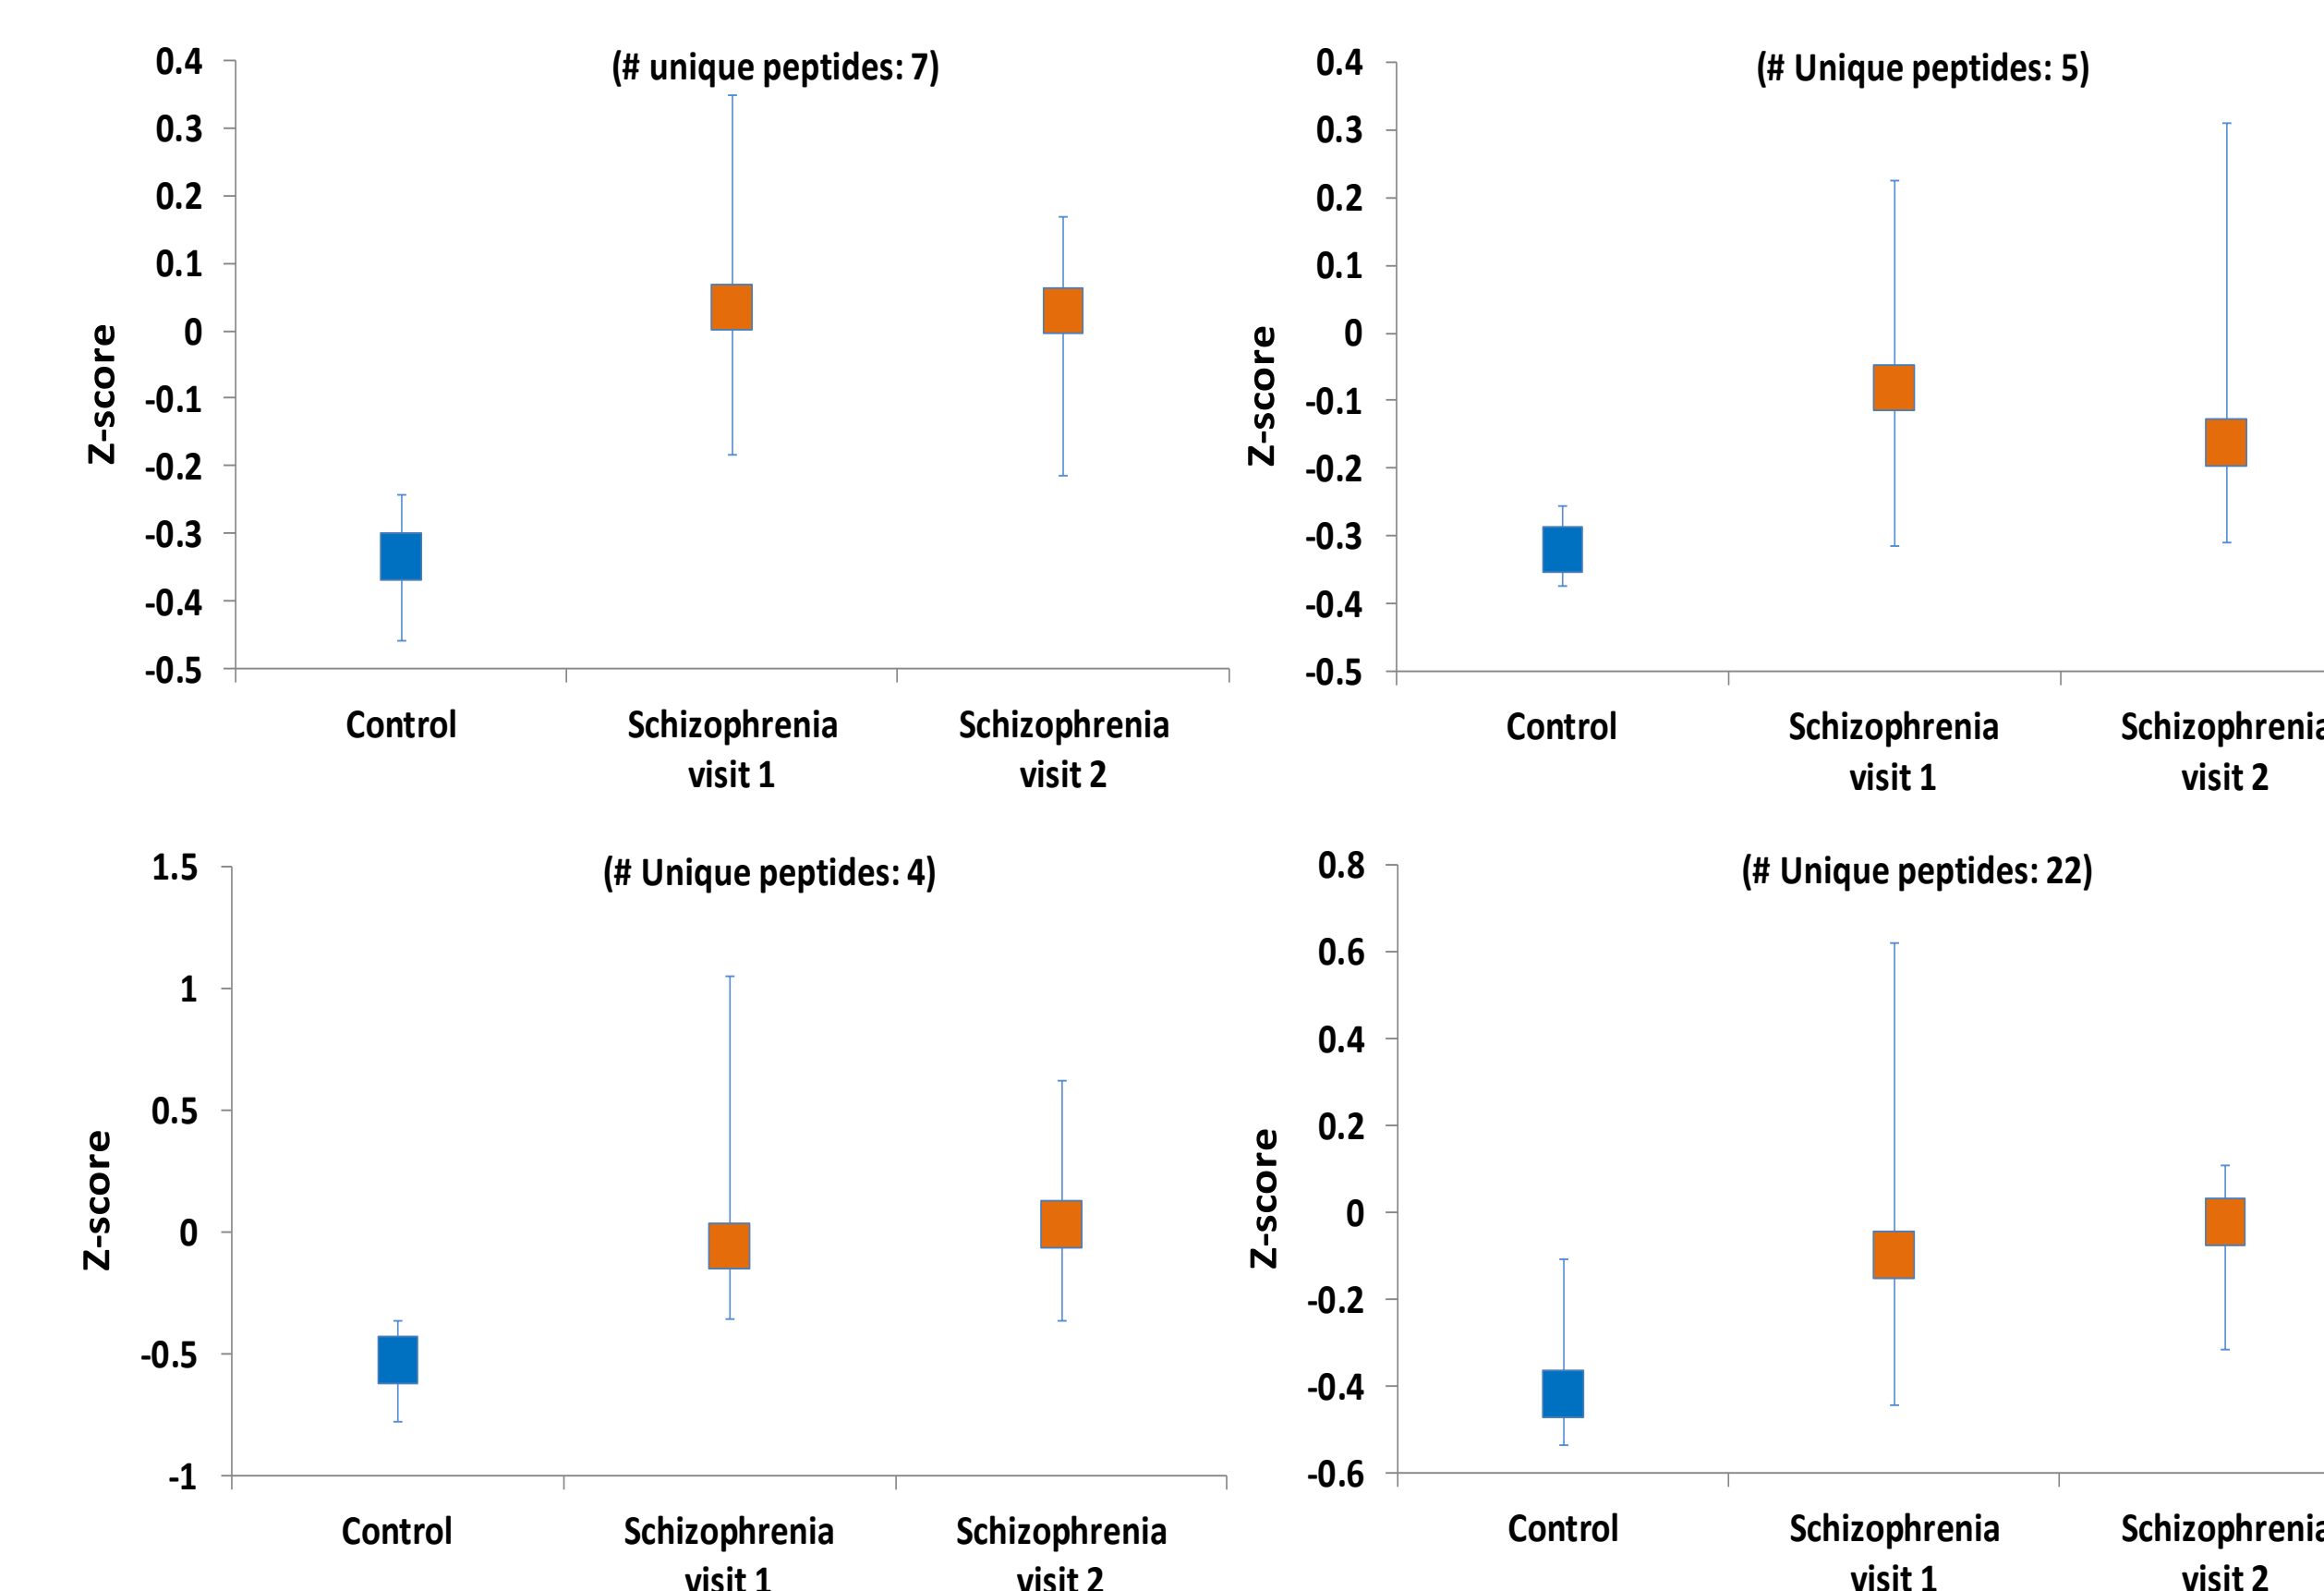 (# unique peptides: 7)
0.4
0.3
0.2
0.1
0
-0.1
-0.2
-0.3
-0.4
-0.5
Z-score
Control
Schizophrenia
visit 1
Schizophrenia
visit 2
(# Unique peptides: 5)
0.4
0.3
0.2
0.1
0
-0.1
-0.2
-0.3
-0.4
-0.5
Z-score
Control
Schizophrenia
visit 1
Schizophrenia
visit 2
(# Unique peptides: 4)
1.5
1
0.5
0
-0.5
-1
Z-score
Control
Schizophrenia
visit 1
Schizophrenia
visit 2
(# Unique peptides: 22)
0.8
0.6
0.4
0.2
0
-0.2
-0.4
-0.6
Z-score
Control
Schizophrenia
visit 1
Schizophrenia
visit 2